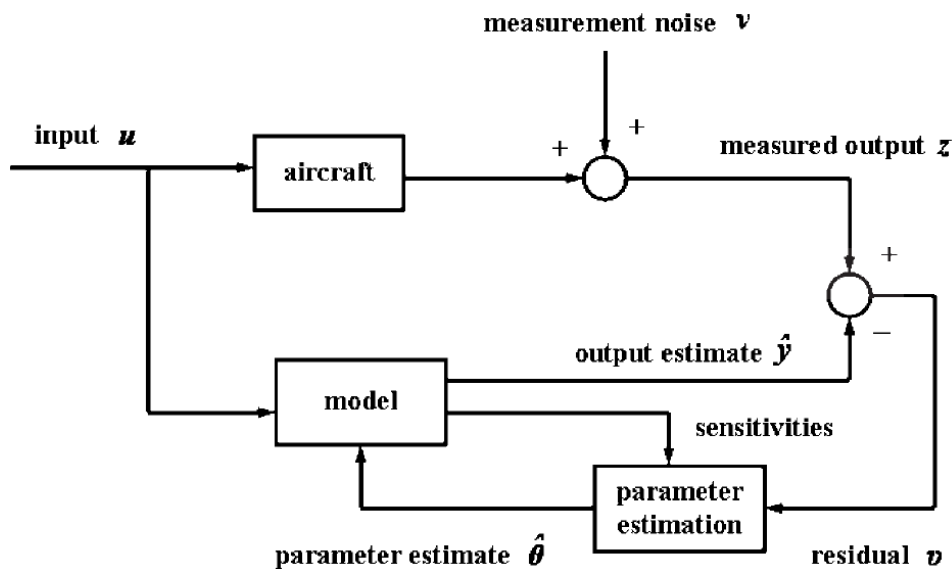 measurement noise ν
input u
+
+
measured output z
aircraft
+
−
output estimate ŷ
model
sensitivities
parameter
estimation
parameter estimate θ̂
residual υ